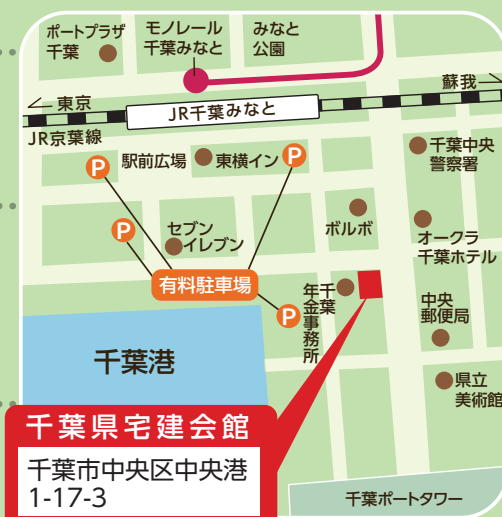 ポートプラザ
千葉
モノレール
千葉みなと
みなと
公園
蘇我
東京
JR千葉みなと
JR京葉線
駅前広場
東横イン
P
P
千葉中央
警察署
P
セブン
イレブン
ボルボ
オークラ
千葉ホテル
有料駐車場
P
千葉
年金事務所
中央
郵便局
千葉港
県立
美術館
千葉県宅建会館
千葉市中央区中央港
1-17-3
千葉ポートタワー